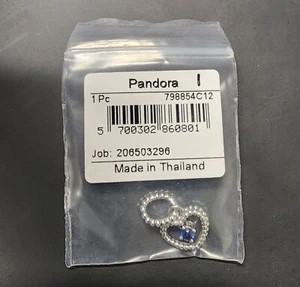 Pandora
1 Pc 798854C12
5 700302 860801
Job: 206503296
Made in Thailand